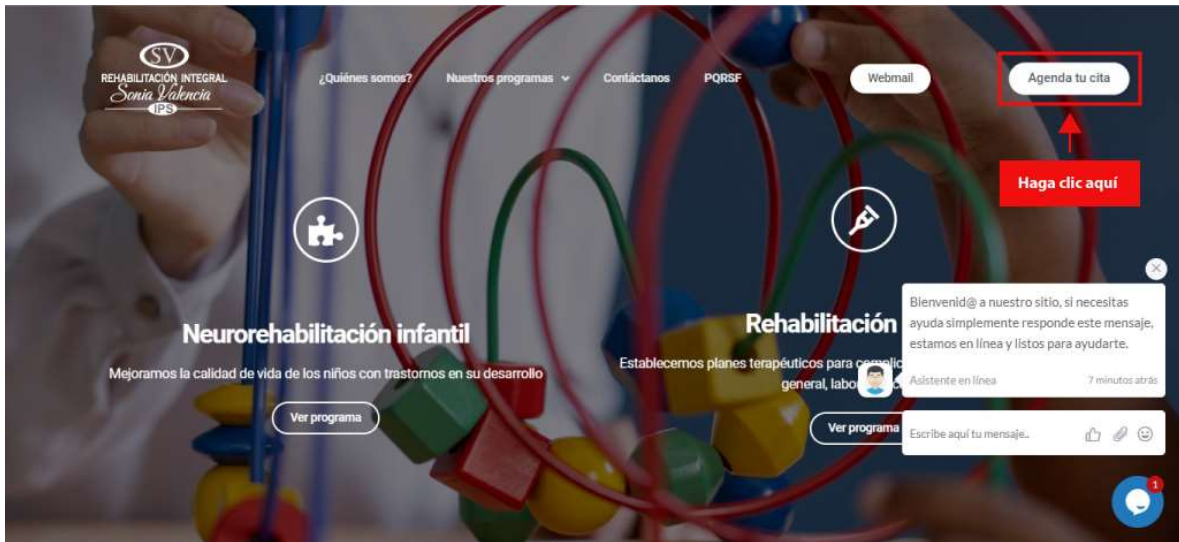 SV
REHABILITACIÓN INTEGRAL
Sonia Valencia
IPS
¿Quiénes somos?
Nuestros programas
Contáctanos
PQRSF
Webmail
Agenda tu cita
Haga clic aquí
Neurorehabilitación infantil
Mejoramos la calidad de vida de los niños con trastornos en su desarrollo
Ver programa
Rehabilitación
Establecemos planes terapéuticos para
general,
Ver programa
Bienvenid@ a nuestro sitio, si necesitas
ayuda simplemente responde este mensaje,
estamos en línea y listos para ayudarte.
Asistente en línea
7 minutos atrás
Escribe aquí tu mensaje..
1